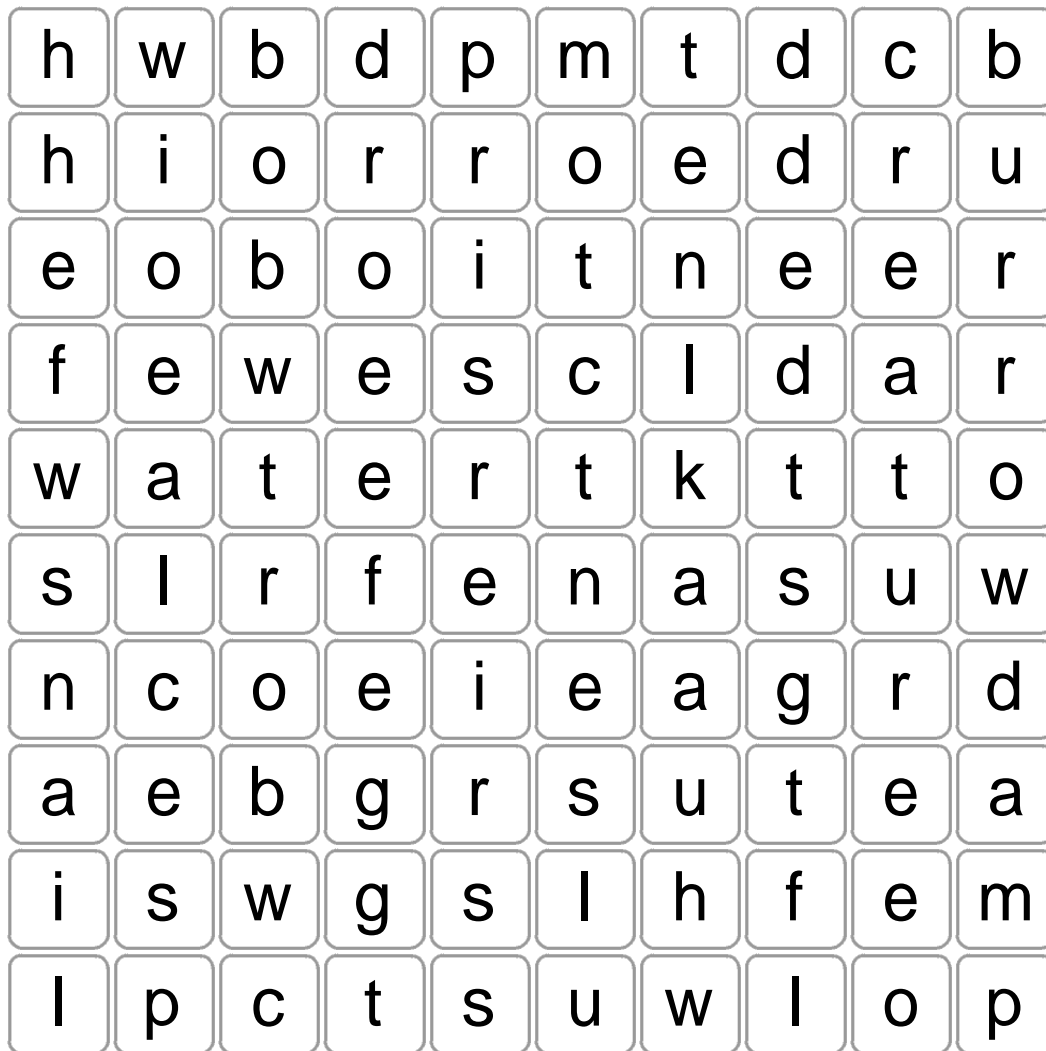 h w b d p m t d c b
h i o r r o e d r u
e o b o i t n e e r
f e w e s c l d a r
w a t e r t k t t o
s l r f e n a s u w
n c o e i e a g r d
a e b g r s u t e a
i s w g s l h f e m
l p c t s u w l o p